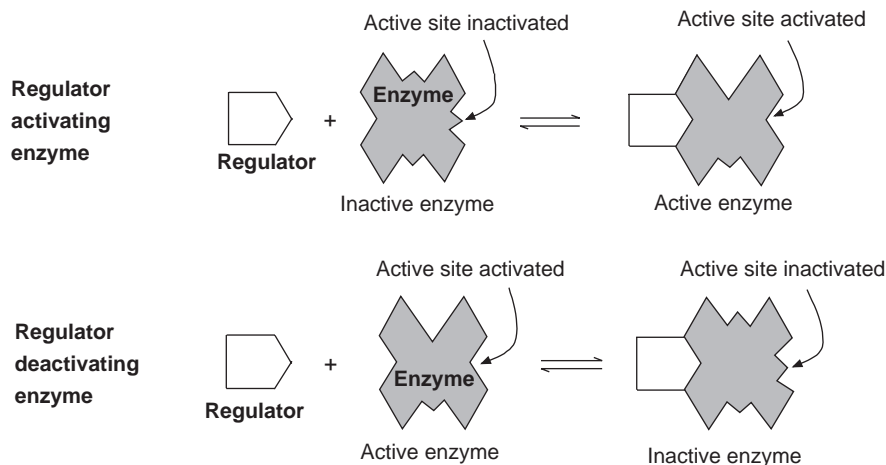 Active site inactivated
Active site activated
Regulator
activating
enzyme
+
Enzyme
Regulator
Inactive enzyme
Active enzyme
Active site activated
Active site inactivated
Regulator
deactivating
enzyme
+
Enzyme
Regulator
Active enzyme
Inactive enzyme